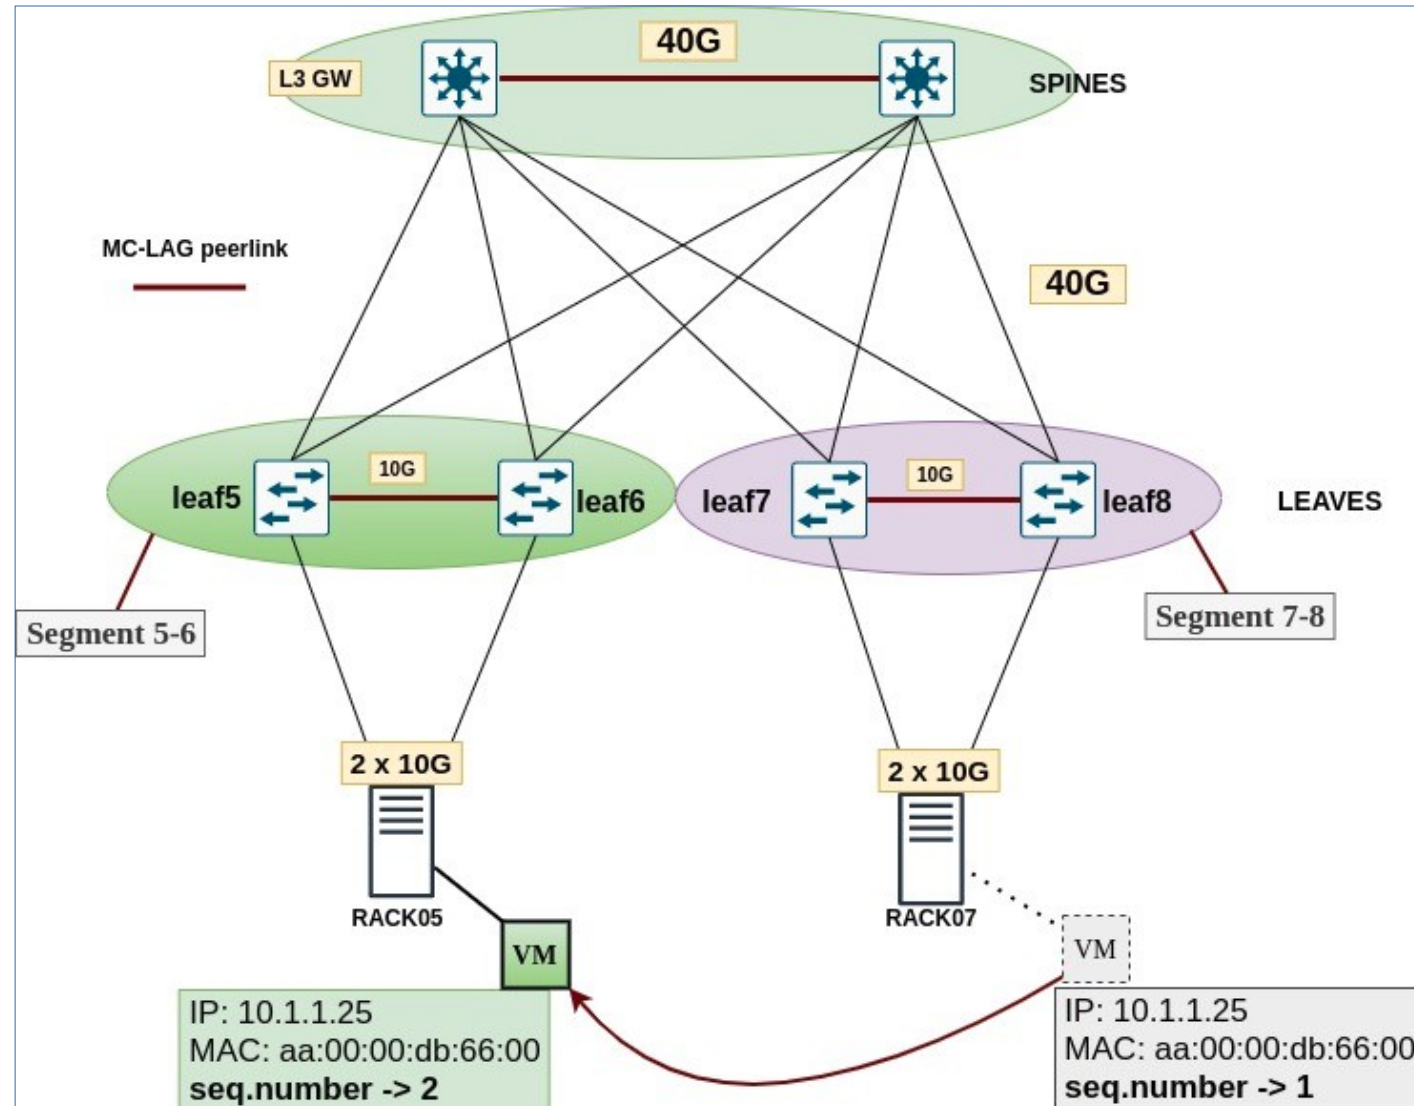 40G
L3 GW
SPINES
MC-LAG peerlink
40G
10G
10G
leaf5
leaf6
leaf7
leaf8
LEAVES
Segment 5-6
Segment 7-8
2 x 10G
2 x 10G
RACK05
RACK07
VM
VM
IP: 10.1.1.25
MAC: aa:00:00:db:66:00
seq.number -> 2
IP: 10.1.1.25
MAC: aa:00:00:db:66:00
seq.number -> 1